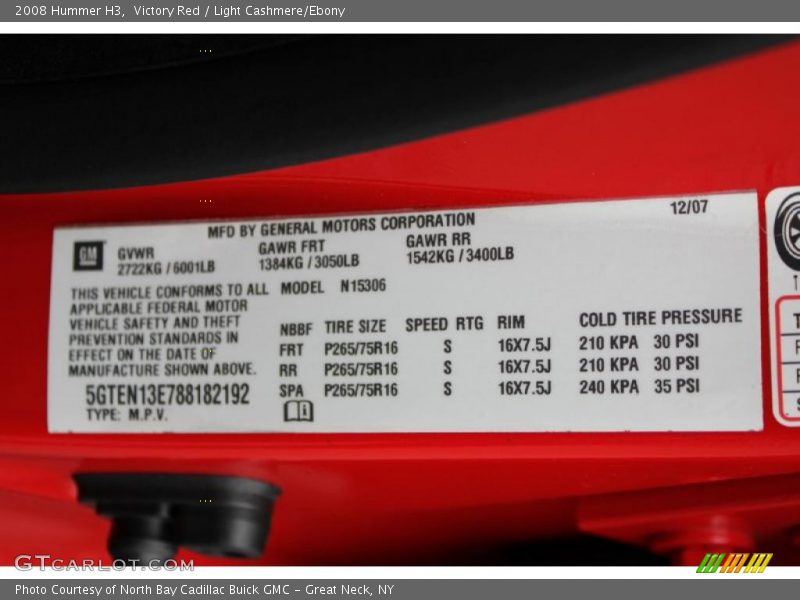 2008 Hummer H3,  Victory Red / Light Cashmere/Ebony
MFD BY GENERAL MOTORS CORPORATION
12/07
GM
GVWR
2722KG / 6001LB
GAWR FRT
1384KG / 3050LB
GAWR RR
1542KG / 3400LB
THIS VEHICLE CONFORMS TO ALL
APPLICABLE FEDERAL MOTOR
VEHICLE SAFETY AND THEFT
PREVENTION STANDARDS IN
EFFECT ON THE DATE OF
MANUFACTURE SHOWN ABOVE.
5GTEN13E788182192
TYPE: M.P.V.
MODEL N15306
NBBF TIRE SIZE SPEED RTG RIM COLD TIRE PRESSURE
FRT P265/75R16 S 16X7.5J 210 KPA 30 PSI
RR P265/75R16 S 16X7.5J 210 KPA 30 PSI
SPA P265/75R16 S 16X7.5J 240 KPA 35 PSI
GTCARLOT.COM
Photo Courtesy of North Bay Cadillac Buick GMC – Great Neck, NY